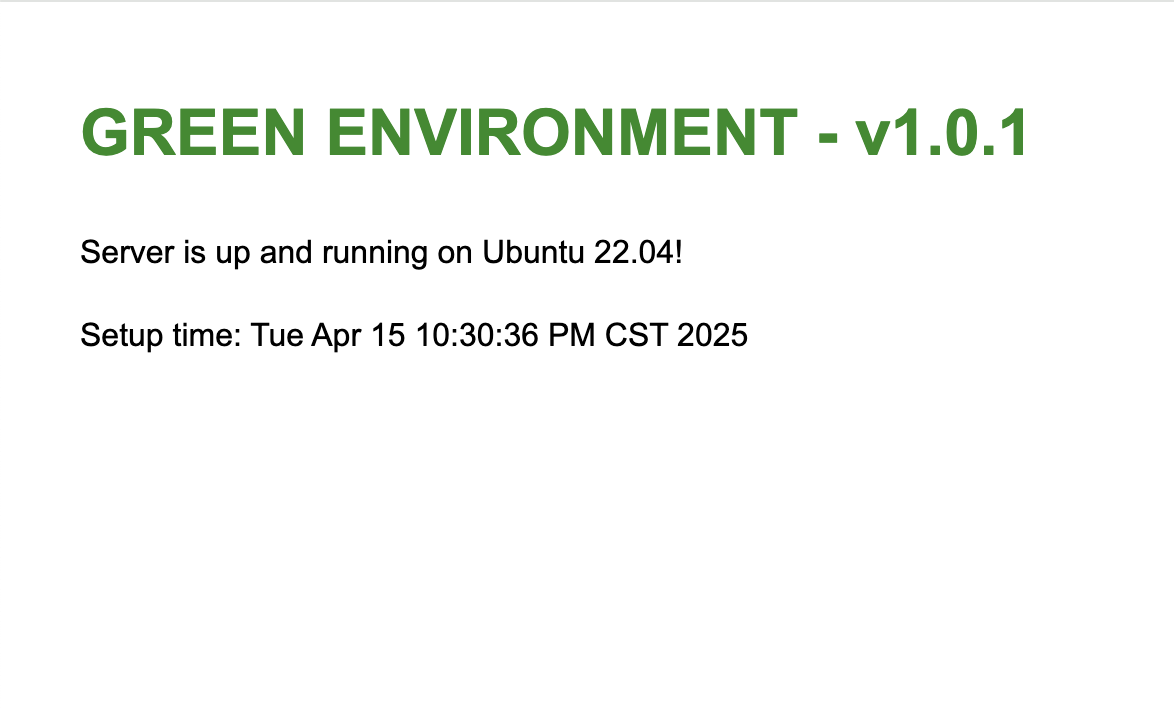 GREEN ENVIRONMENT - v1.0.1
Server is up and running on Ubuntu 22.04!
Setup time: Tue Apr 15 10:30:36 PM CST 2025